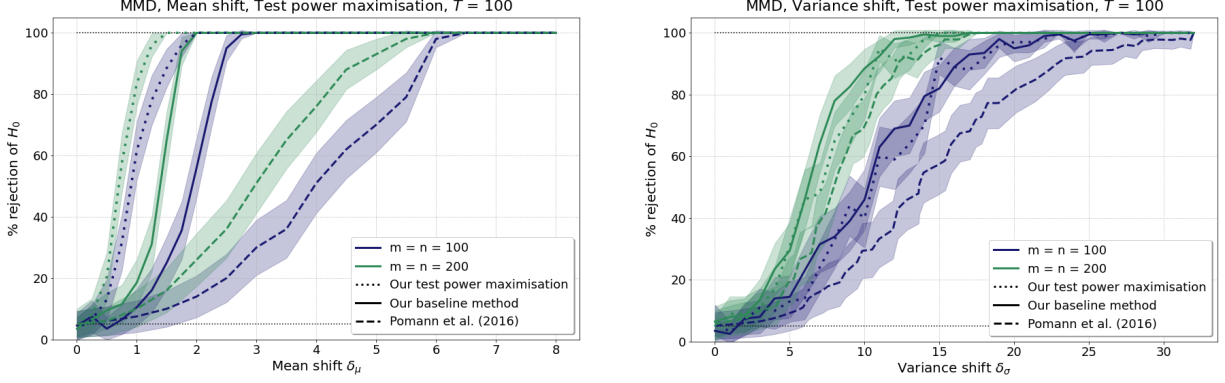 MMD, Mean shift, Test power maximisation, T = 100
100
80
60
40
20
0
% rejection of H₀
0
1
2
3
4
5
6
7
8
Mean shift δμ
m = n = 100
m = n = 200
Our test power maximisation
Our baseline method
Pomann et al. (2016)
MMD, Variance shift, Test power maximisation, T = 100
100
80
60
40
20
0
% rejection of H₀
0
5
10
15
20
25
30
Variance shift δσ
m = n = 100
m = n = 200
Our test power maximisation
Our baseline method
Pomann et al. (2016)